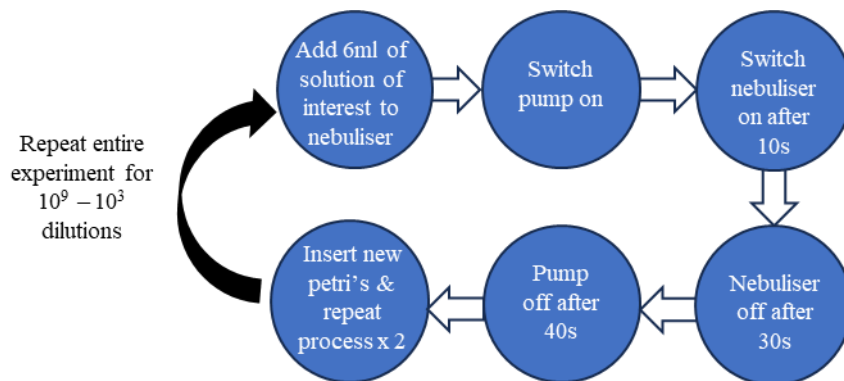 Add 6ml of
solution of
interest to
nebuliser
Switch
pump on
Switch
nebuliser
on after
10s
Nebuliser
off after
30s
Pump
off after
40s
Insert new
petri’s &
repeat
process x 2
Repeat entire
experiment for
10⁹ – 10³
dilutions